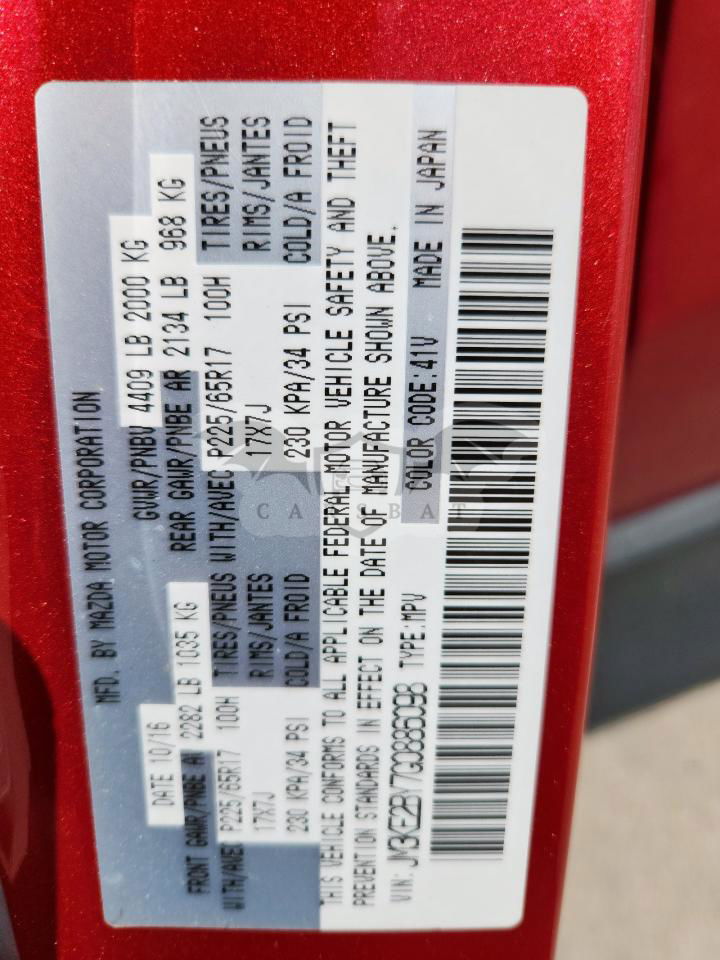 MFD. BY MAZDA MOTOR CORPORATION
DATE 10/16 GVWR/PNBV 4409 LB 2000 KG
FRONT GAWR/PNBE AV 2282 LB 1035 KG REAR GAWR/PNBE AR 2134 LB 968 KG
WITH/AVEC P225/65R17 100H TIRES/PNEUS WITH/AVEC P225/65R17 100H TIRES/PNEUS
17X7J RIMS/JANTES 17X7J RIMS/JANTES
230 KPA/34 PSI COLD/A FROID 230 KPA/34 PSI COLD/A FROID
THIS VEHICLE CONFORMS TO ALL APPLICABLE FEDERAL MOTOR VEHICLE SAFETY AND THEFT
PREVENTION STANDARDS IN EFFECT ON THE DATE OF MANUFACTURE SHOWN ABOVE.
VIN: JM3KE2BY7G0886098 TYPE:MPV COLOR CODE:41V MADE IN JAPAN
CARSBAT